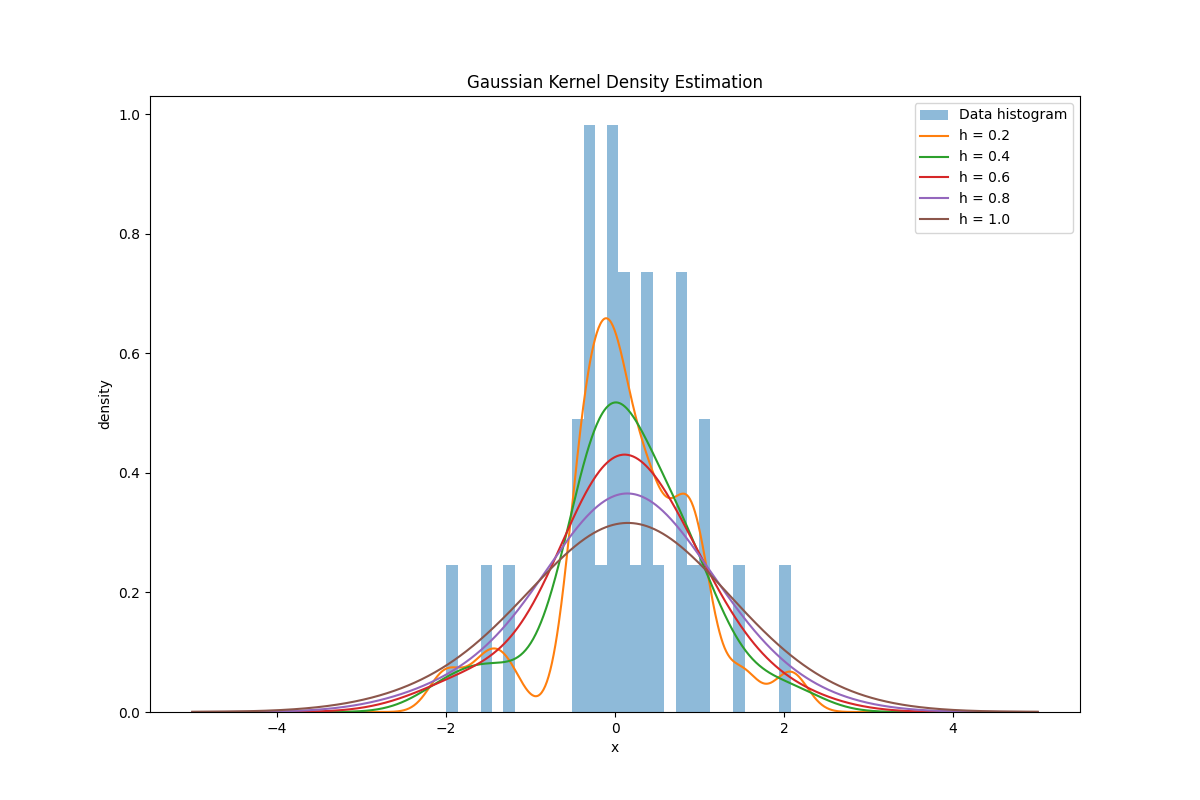 Gaussian Kernel Density Estimation
1.0
0.8
0.6
0.4
0.2
0.0
density
Data histogram
h = 0.2
h = 0.4
h = 0.6
h = 0.8
h = 1.0
−4
−2
0
2
4
x